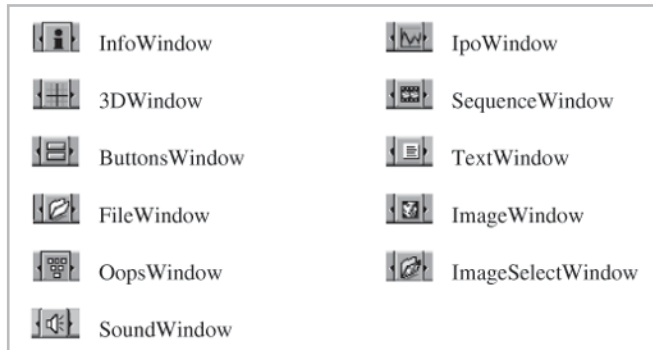 InfoWindow
3DWindow
ButtonsWindow
FileWindow
OopsWindow
SoundWindow
IpoWindow
SequenceWindow
TextWindow
ImageWindow
ImageSelectWindow